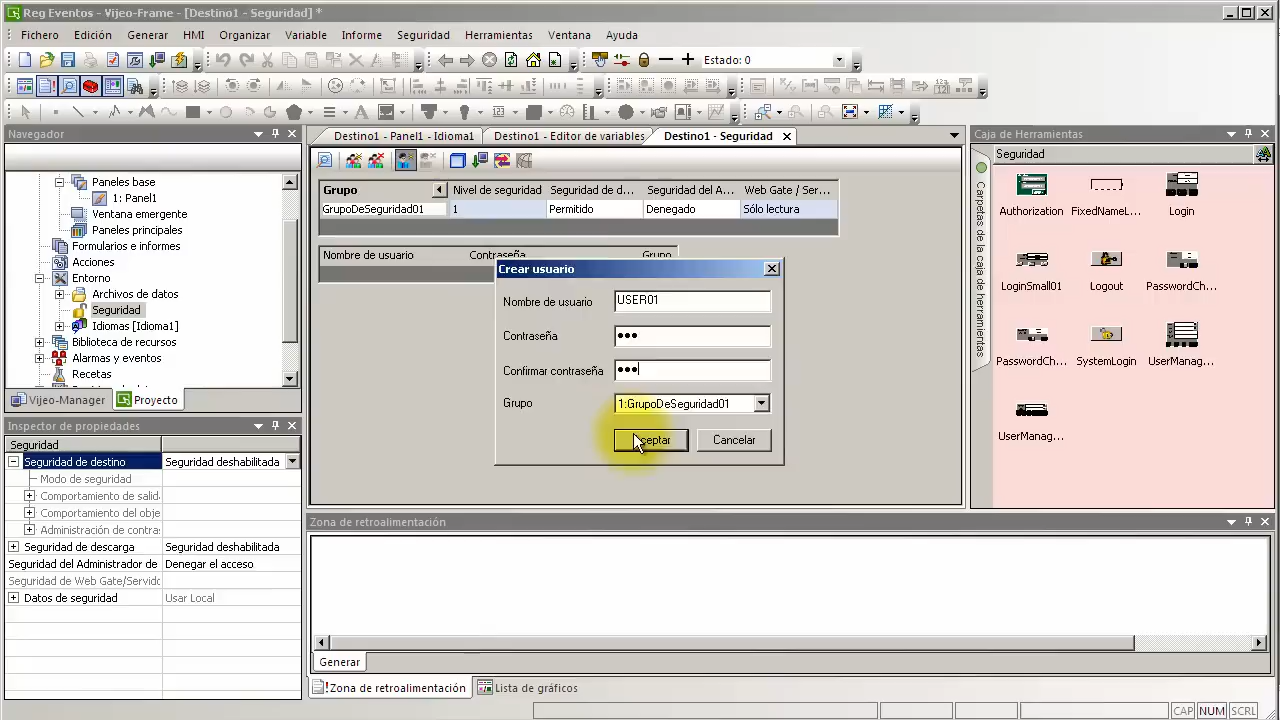 Reg Eventos - Vijeo-Frame - [Destino1 - Seguridad] *
Fichero Edición Generar HMI Organizar Variable Informe Seguridad Herramientas Ventana Ayuda
Estado: 0
Navegador
Paneles base
1: Panel1
Ventana emergente
Paneles principales
Formularios e informes
Acciones
Entorno
Archivos de datos
Seguridad
Idiomas [Idioma1]
Biblioteca de recursos
Alarmas y eventos
Recetas
Vijeo-Manager Proyecto
Inspector de propiedades
Seguridad
Seguridad de destino Seguridad deshabilitada
Modo de seguridad
Comportamiento de salid
Comportamiento del obje
Administración de contra:
Seguridad de descarga Seguridad deshabilitada
Seguridad del Administrador de Denegar el acceso
Seguridad de Web Gate/Servido
Datos de seguridad Usar Local
Destino1 - Panel1 - Idioma1 Destino1 - Editor de variables Destino1 - Seguridad
Grupo Nivel de seguridad Seguridad de d... Seguridad del A... Web Gate / Ser...
GrupoDeSeguridad01 1 Permitido Denegado Sólo lectura
Nombre de usuario Contraseña Grupo
Crear usuario
Nombre de usuario USER01
Contraseña
Confirmar contraseña
Grupo 1:GrupoDeSeguridad01
Aceptar Cancelar
Caja de Herramientas
Carpetas de la caja de herramientas
Seguridad
Authorization FixedNameL... Login
LoginSmall01 Logout PasswordCh...
PasswordCh... SystemLogin UserManag...
UserManag...
Zona de retroalimentación
Generar
!Zona de retroalimentación Lista de gráficos
CAP NUM SCRL